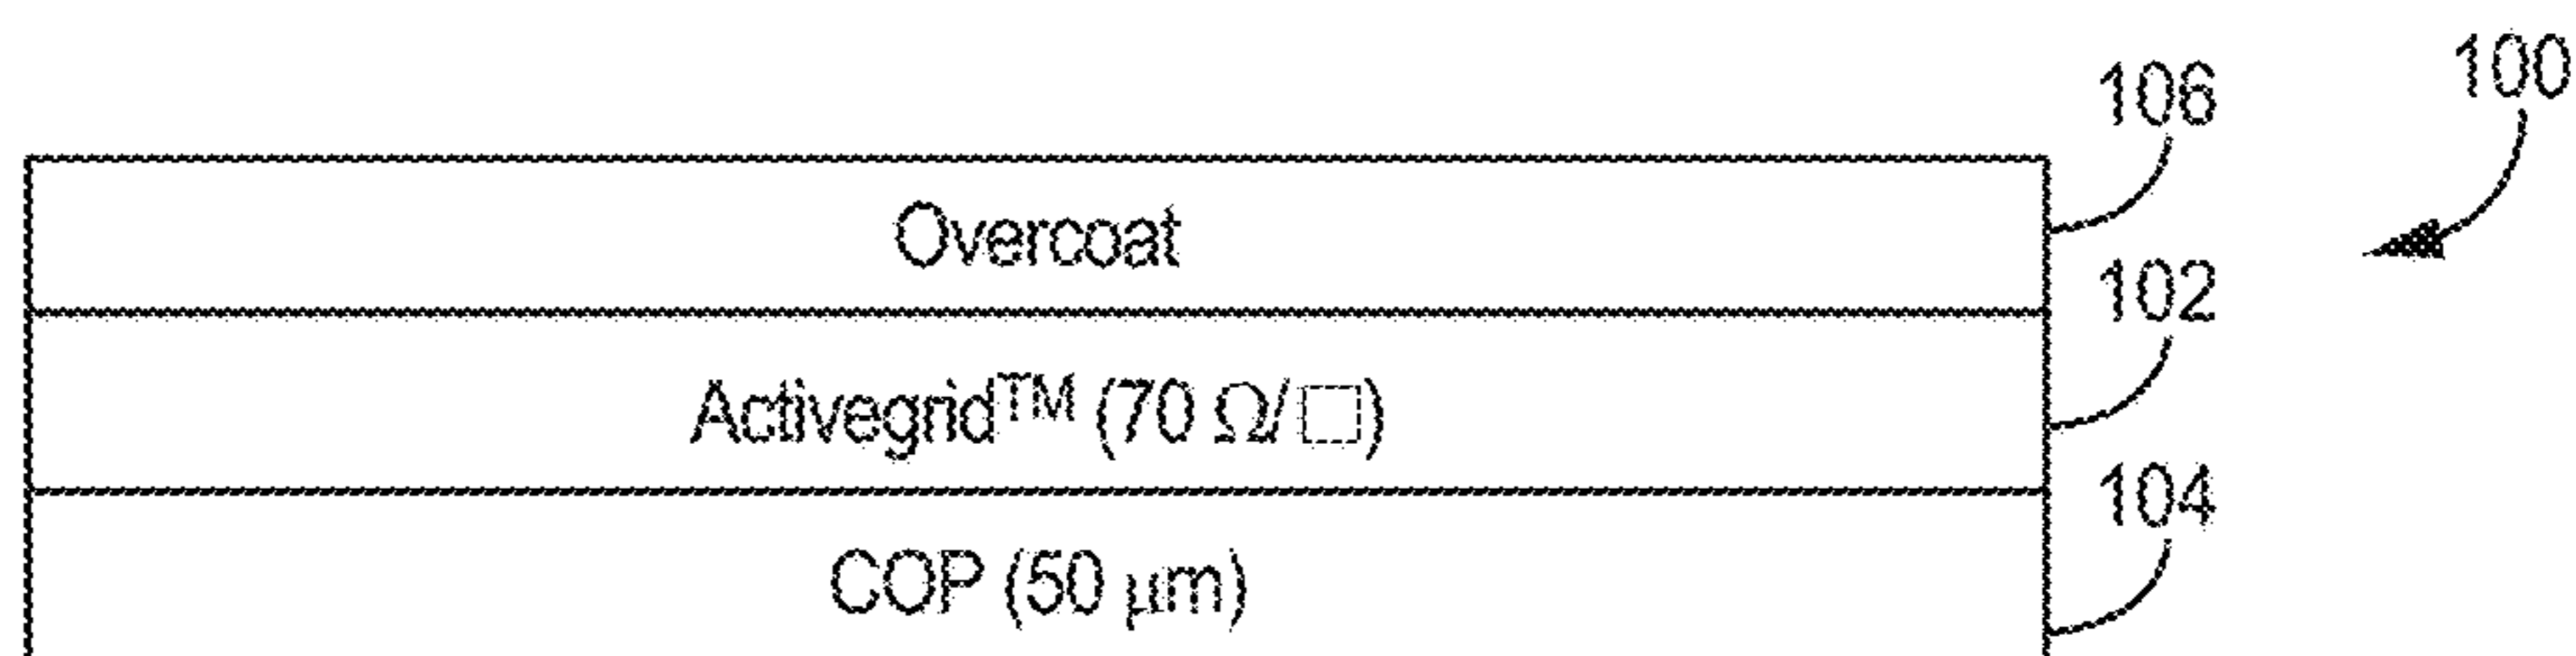 100
106
Overcoat
102
Activegrid™ (70 Ω/□)
104
COP (50 μm)